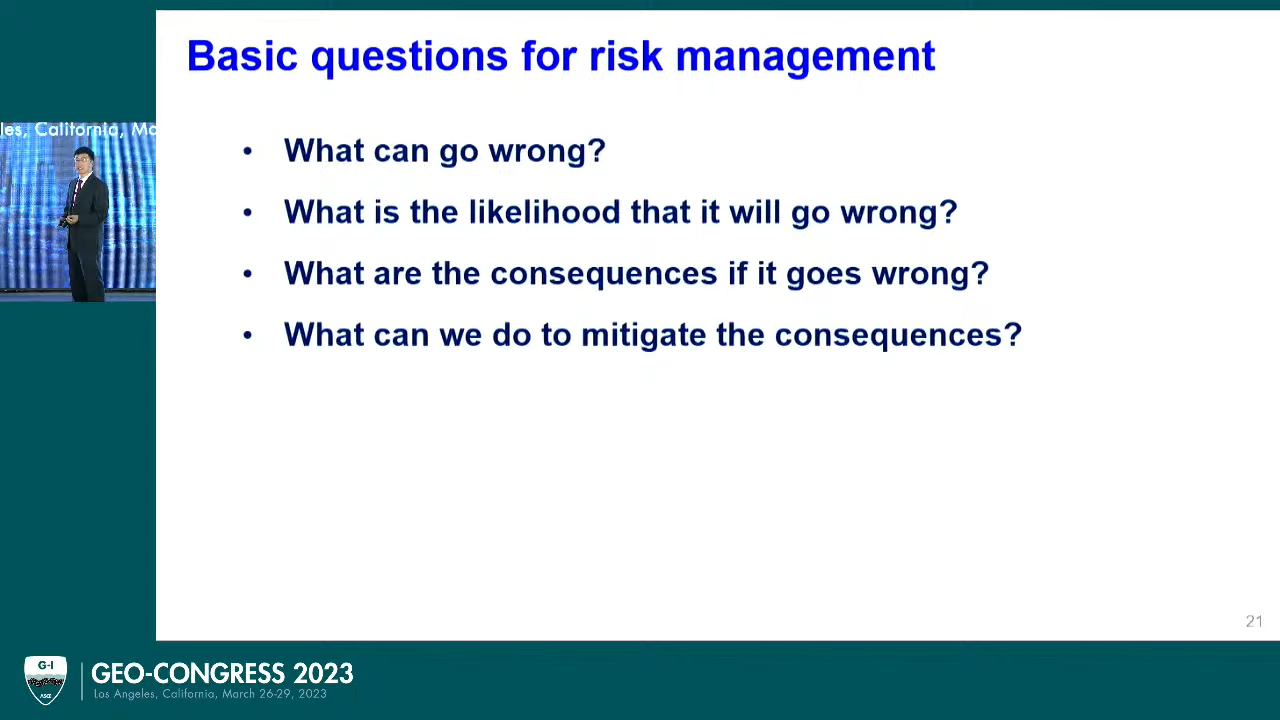 Basic questions for risk management
les, California, Ma
• What can go wrong?
• What is the likelihood that it will go wrong?
• What are the consequences if it goes wrong?
• What can we do to mitigate the consequences?
21
G-I
ASCE
GEO-CONGRESS 2023
Los Angeles, California, March 26-29, 2023